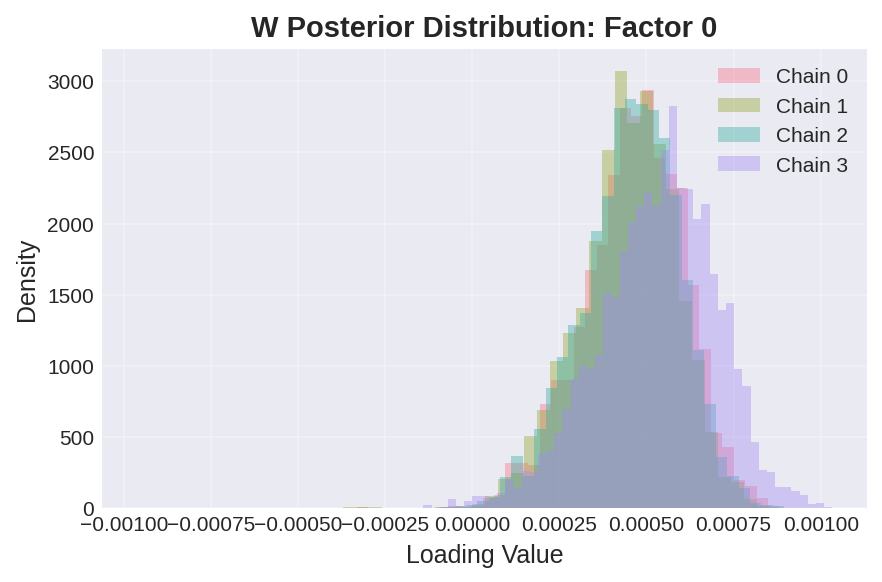 W Posterior Distribution: Factor 0
Chain 0
Chain 1
Chain 2
Chain 3
Density
3000
2500
2000
1500
1000
500
0
−0.00100 −0.00075 −0.00050 −0.00025 0.00000 0.00025 0.00050 0.00075 0.00100
Loading Value